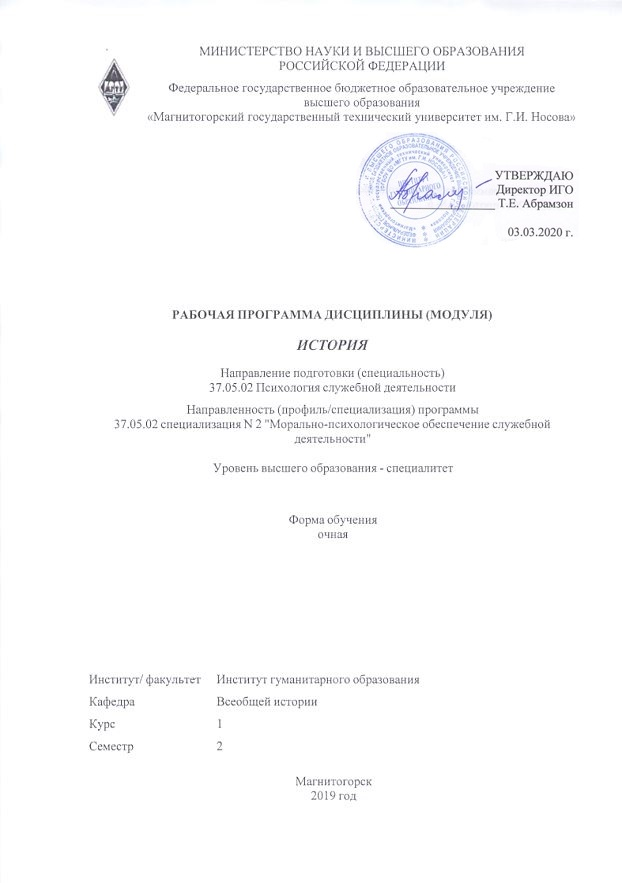 МИНИСТЕРСТВО НАУКИ И ВЫСШЕГО ОБРАЗОВАНИЯ
РОССИЙСКОЙ ФЕДЕРАЦИИ
Федеральное государственное бюджетное образовательное учреждение
высшего образования
«Магнитогорский государственный технический университет им. Г.И. Носова»
УТВЕРЖДАЮ
Директор ИГО
Т.Е. Абрамзон
03.03.2020 г.
РАБОЧАЯ ПРОГРАММА ДИСЦИПЛИНЫ (МОДУЛЯ)
ИСТОРИЯ
Направление подготовки (специальность)
37.05.02 Психология служебной деятельности
Направленность (профиль/специализация) программы
37.05.02 специализация N 2 "Морально-психологическое обеспечение служебной
деятельности"
Уровень высшего образования - специалитет
Форма обучения
очная
Институт/ факультет Институт гуманитарного образования
Кафедра Всеобщей истории
Курс 1
Семестр 2
Магнитогорск
2019 год